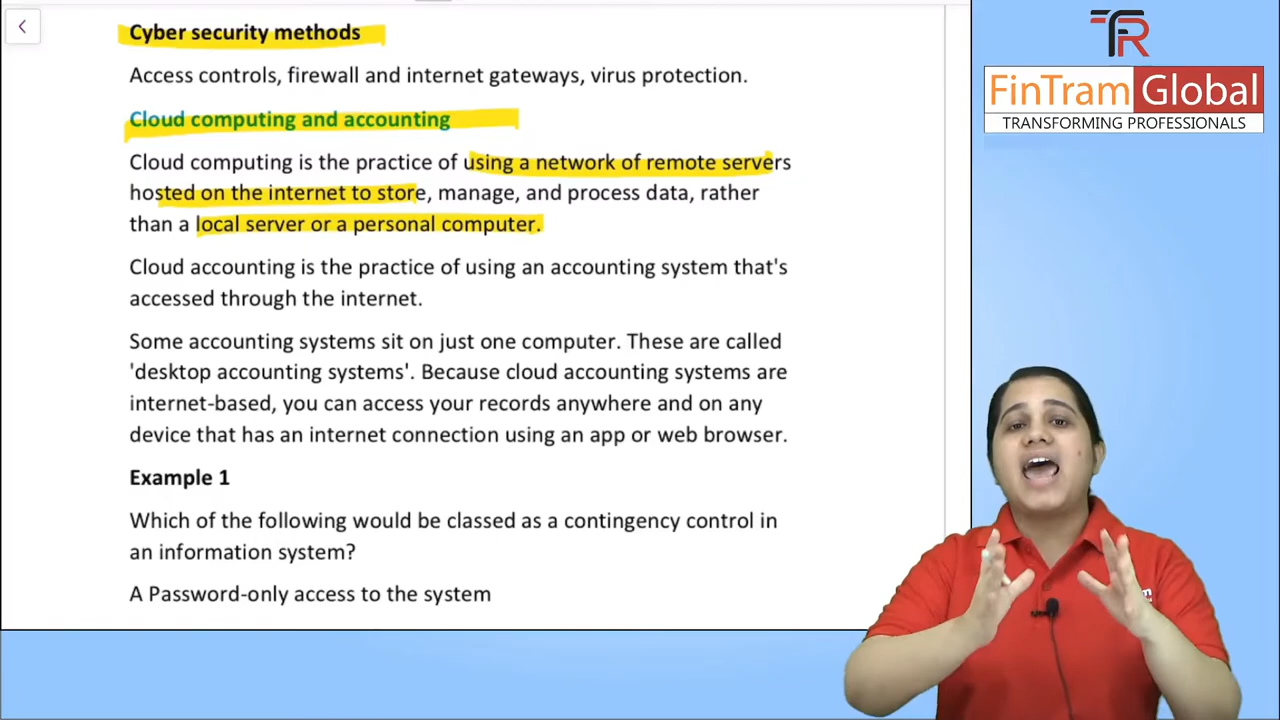 Cyber security methods
Access controls, firewall and internet gateways, virus protection.
Cloud computing and accounting
Cloud computing is the practice of using a network of remote servers
hosted on the internet to store, manage, and process data, rather
than a local server or a personal computer.
Cloud accounting is the practice of using an accounting system that's
accessed through the internet.
Some accounting systems sit on just one computer. These are called
'desktop accounting systems'. Because cloud accounting systems are
internet-based, you can access your records anywhere and on any
device that has an internet connection using an app or web browser.
Example 1
Which of the following would be classed as a contingency control in
an information system?
A Password-only access to the system
TR
FinTram Global
TRANSFORMING PROFESSIONALS